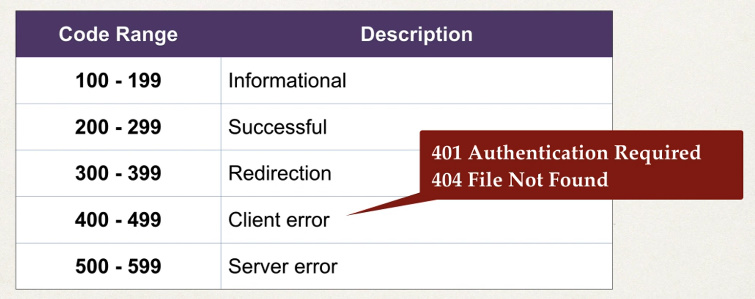 Code Range Description
100 - 199 Informational
200 - 299 Successful
300 - 399 Redirection
400 - 499 Client error
500 - 599 Server error
401 Authentication Required
404 File Not Found